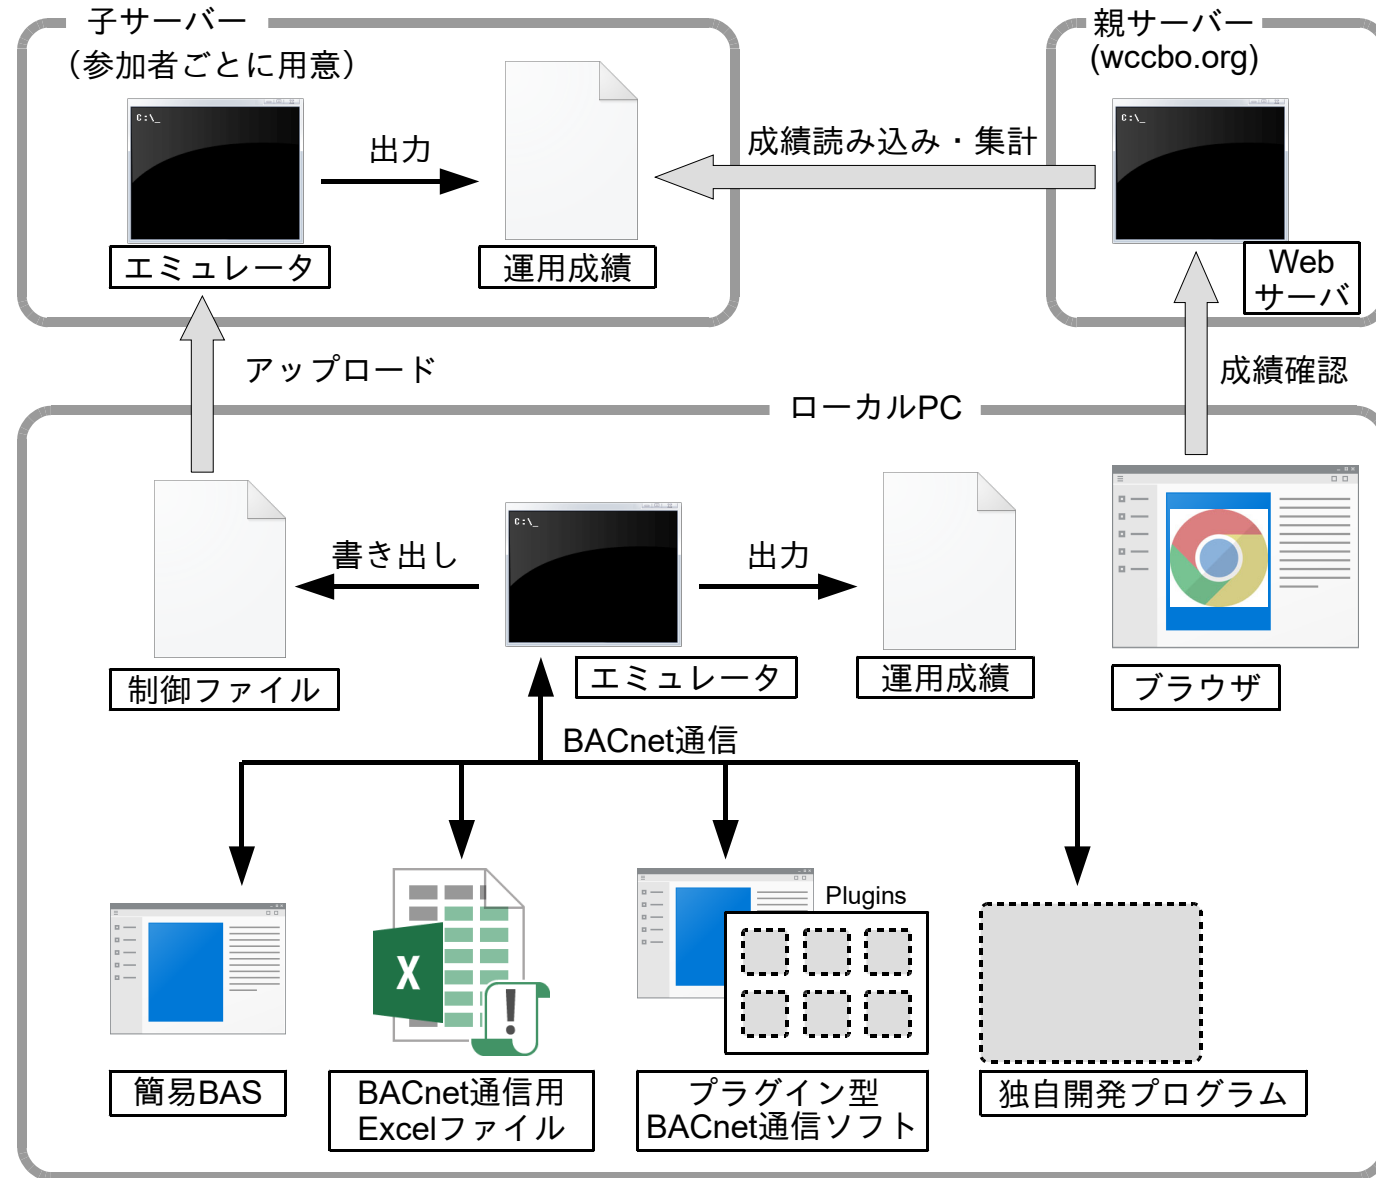 子サーバー
（参加者ごとに用意）
親サーバー
(wccbo.org)
C:\_
出力
成績読み込み・集計
C:\_
エミュレータ
運用成績
Web
サーバ
アップロード
成績確認
ローカルPC
書き出し
C:\_
出力
制御ファイル
エミュレータ
運用成績
ブラウザ
BACnet通信
Plugins
X
!
簡易BAS
BACnet通信用
Excelファイル
プラグイン型
BACnet通信ソフト
独自開発プログラム